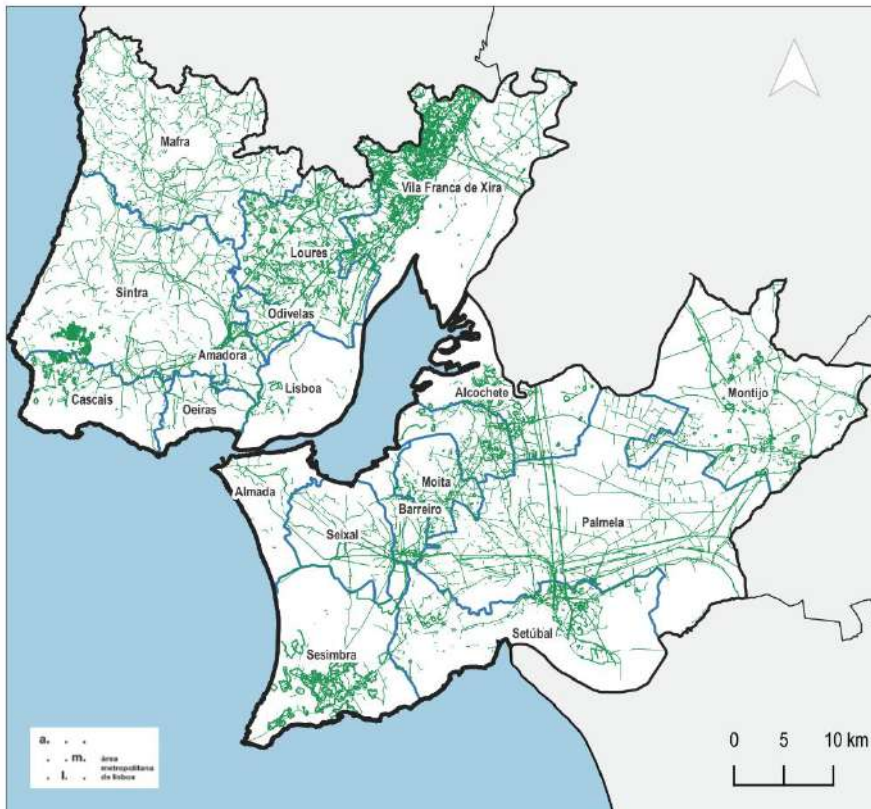 Mafra
Vila Franca de Xira
Loures
Sintra
Odivelas
Amadora
Lisboa
Cascais
Oeiras
Alcochete
Montijo
Almada
Moita
Barreiro
Seixal
Palmela
Setúbal
Sesimbra
a.
m. área
metropolitana
l. de lisboa
0 5 10 km